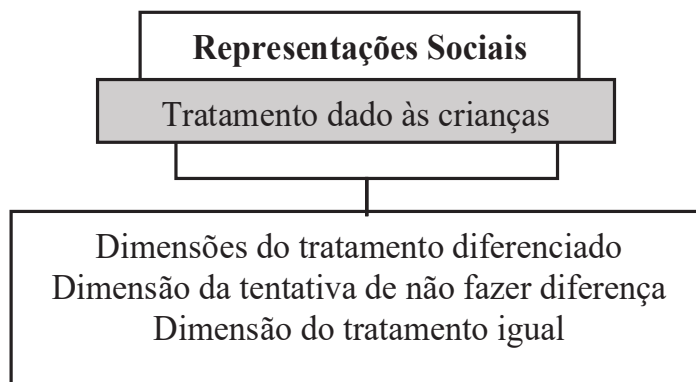 Representações Sociais
Tratamento dado às crianças
Dimensões do tratamento diferenciado
Dimensão da tentativa de não fazer diferença
Dimensão do tratamento igual